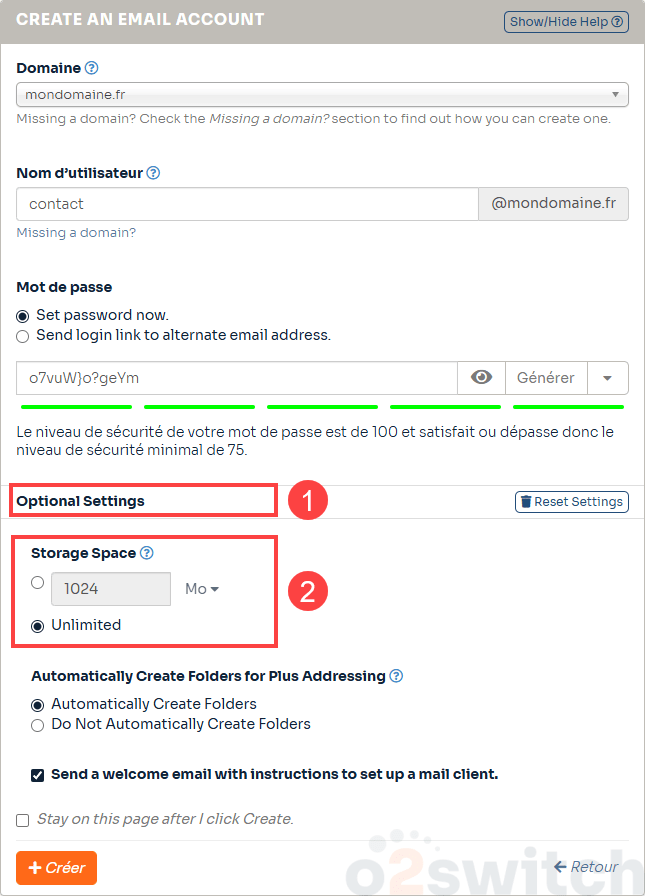 CREATE AN EMAIL ACCOUNT
Show/Hide Help
Domaine
mondomaine.fr
Missing a domain? Check the Missing a domain? section to find out how you can create one.
Nom d’utilisateur
contact @mondomaine.fr
Missing a domain?
Mot de passe
Set password now.
Send login link to alternate email address.
o7vuW}o?geYm Générer
Le niveau de sécurité de votre mot de passe est de 100 et satisfait ou dépasse donc le
niveau de sécurité minimal de 75.
Optional Settings 1 Reset Settings
Storage Space
1024 Mo 2
Unlimited
Automatically Create Folders for Plus Addressing
Automatically Create Folders
Do Not Automatically Create Folders
Send a welcome email with instructions to set up a mail client.
Stay on this page after I click Create.
+ Créer Retour
o2switch